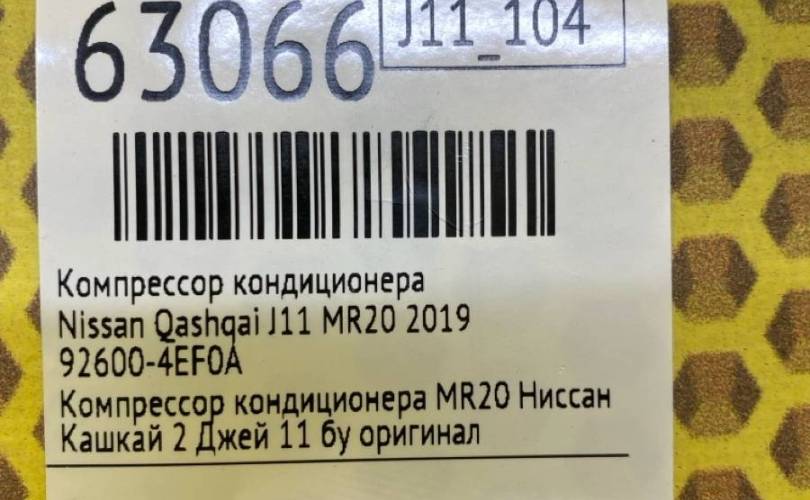 63066
J11_104
Компрессор кондиционера
Nissan Qashqai J11 MR20 2019
92600-4EF0A
Компрессор кондиционера MR20 Ниссан
Кашкай 2 Джей 11 бу оригинал